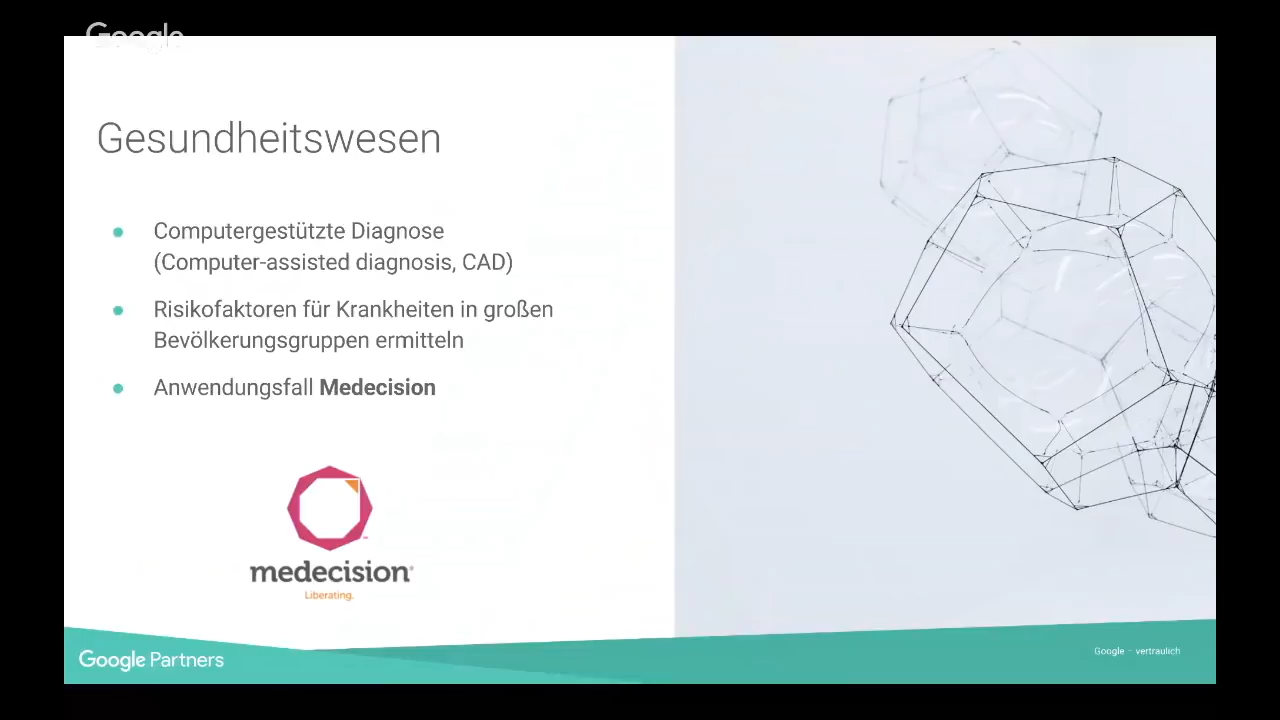 Google
Gesundheitswesen
Computergestützte Diagnose
(Computer-assisted diagnosis, CAD)
Risikofaktoren für Krankheiten in großen
Bevölkerungsgruppen ermitteln
Anwendungsfall Medecision
medecision
Liberating.
Google Partners
Google – vertraulich